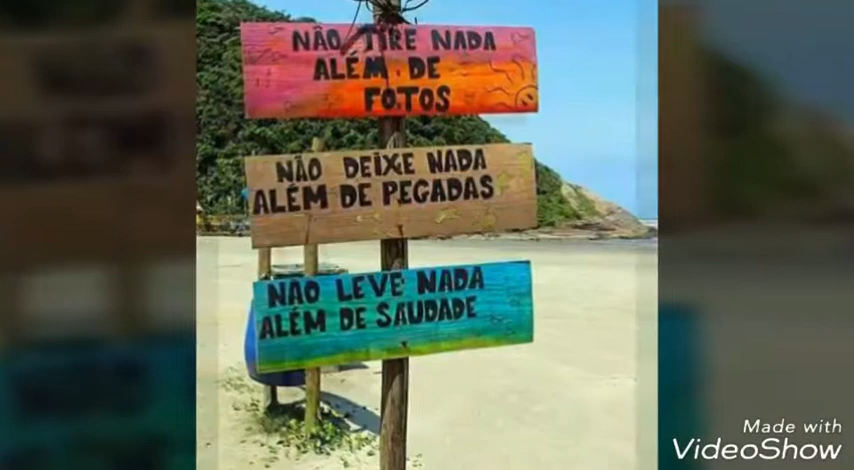 NÃO TIRE NADA
ALÉM DE
FOTOS
NÃO DEIXE NADA
ALÉM DE PEGADAS
NÃO LEVE NADA
ALÉM DE SAUDADE
Made with
VideoShow